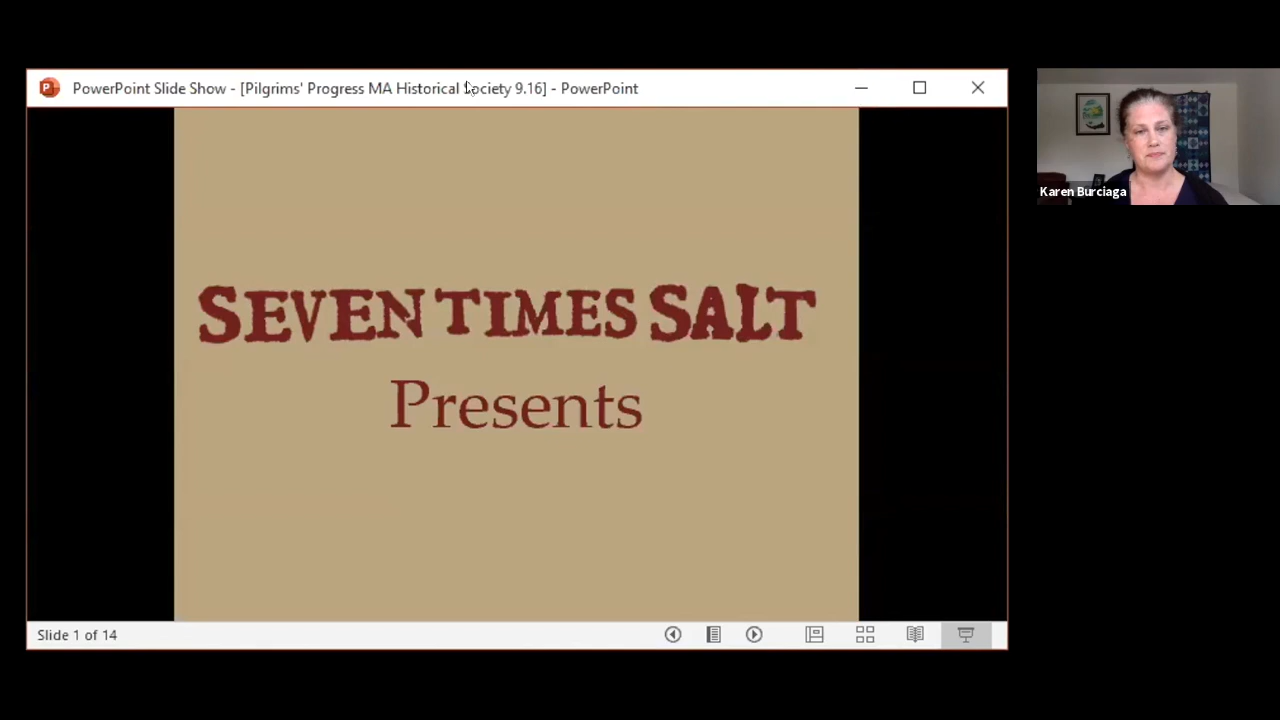 PowerPoint Slide Show - [Pilgrims' Progress MA Historical Society 9.16] - PowerPoint
Karen Burciaga
SEVEN TIMES SALT
Presents
Slide 1 of 14